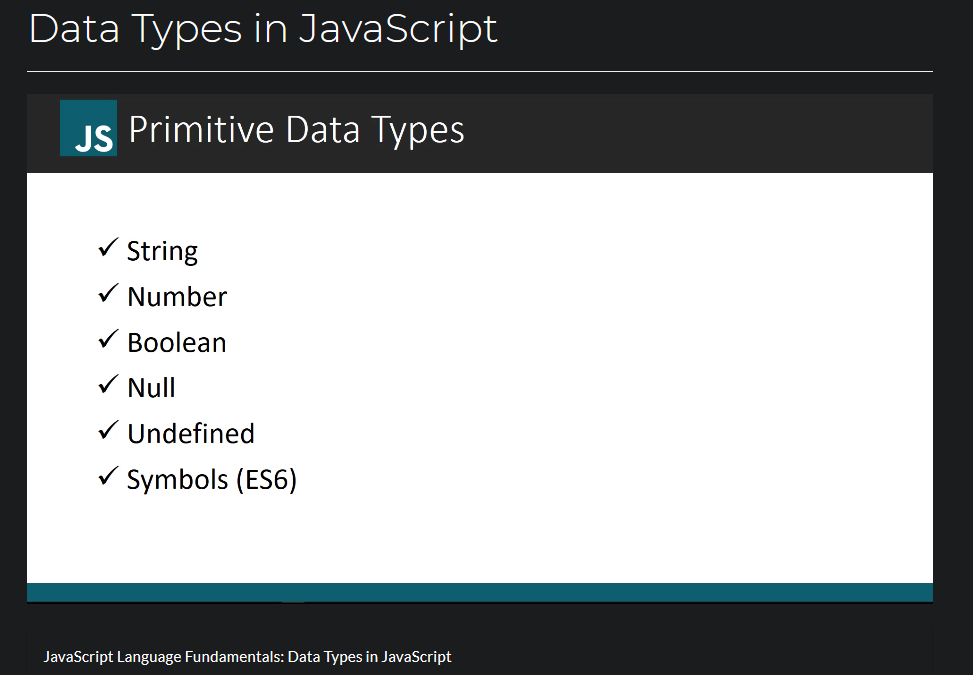 Data Types in JavaScript
JS Primitive Data Types
✓ String
✓ Number
✓ Boolean
✓ Null
✓ Undefined
✓ Symbols (ES6)
JavaScript Language Fundamentals: Data Types in JavaScript